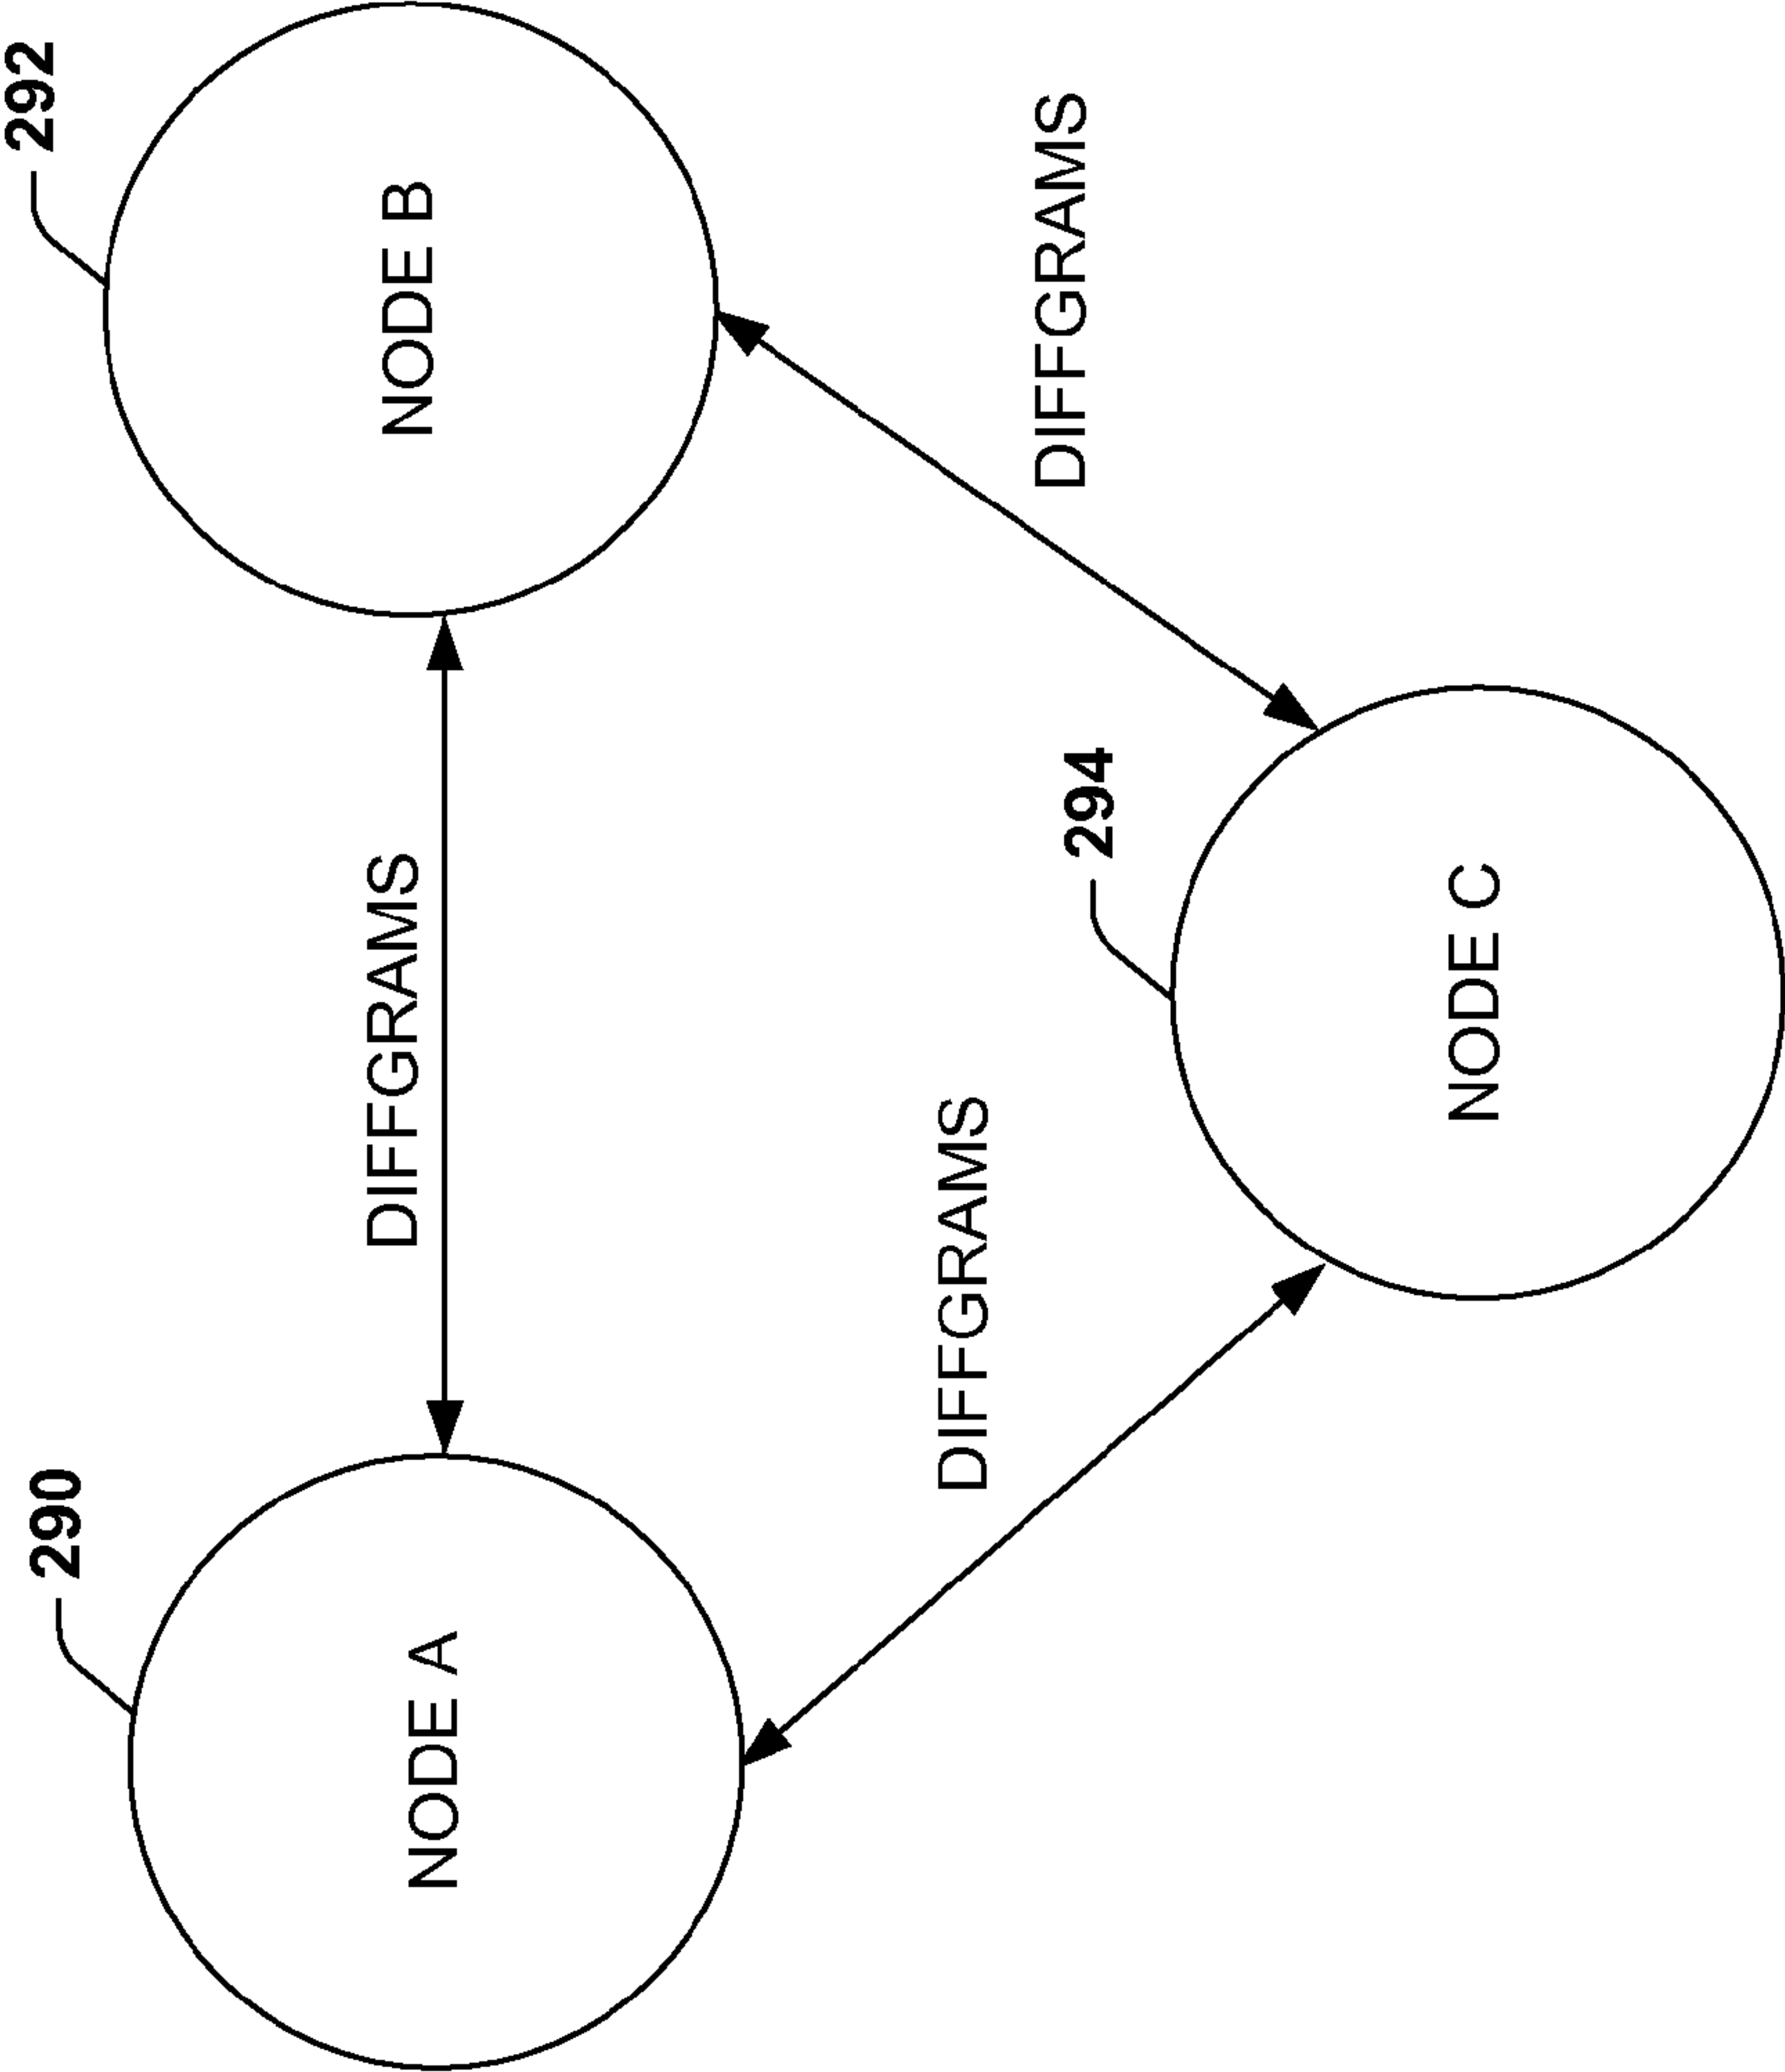 290
292
NODE A
DIFFGRAMS
NODE B
DIFFGRAMS
DIFFGRAMS
294
NODE C